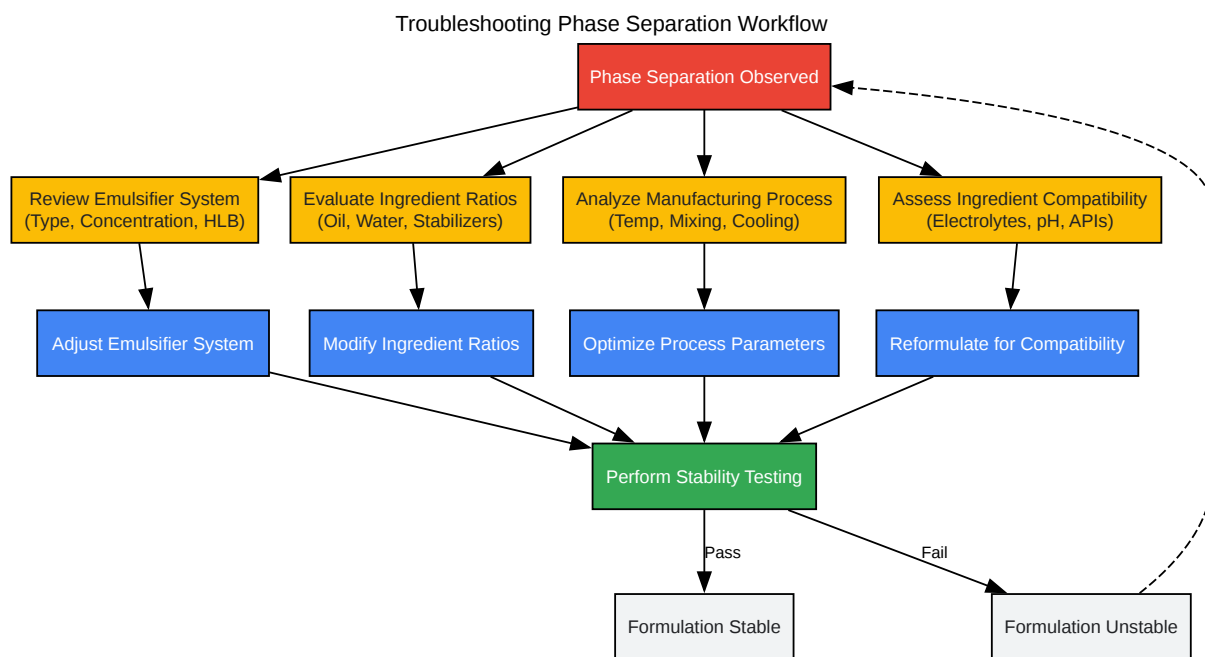 Troubleshooting Phase Separation Workflow
Phase Separation Observed
Review Emulsifier System
(Type, Concentration, HLB)
Evaluate Ingredient Ratios
(Oil, Water, Stabilizers)
Analyze Manufacturing Process
(Temp, Mixing, Cooling)
Assess Ingredient Compatibility
(Electrolytes, pH, APIs)
Adjust Emulsifier System
Modify Ingredient Ratios
Optimize Process Parameters
Reformulate for Compatibility
Perform Stability Testing
Pass
Fail
Formulation Stable
Formulation Unstable